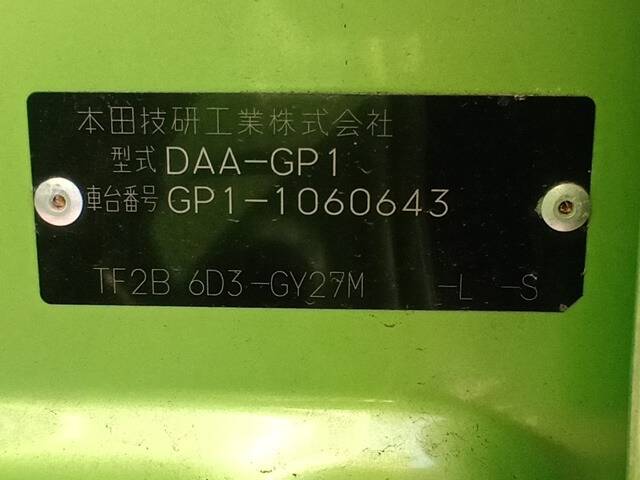 本田技研工業株式会社
型式 DAA-GP1
車台番号 GP1-1060643
TF2B 6D3-GY27M -L -S